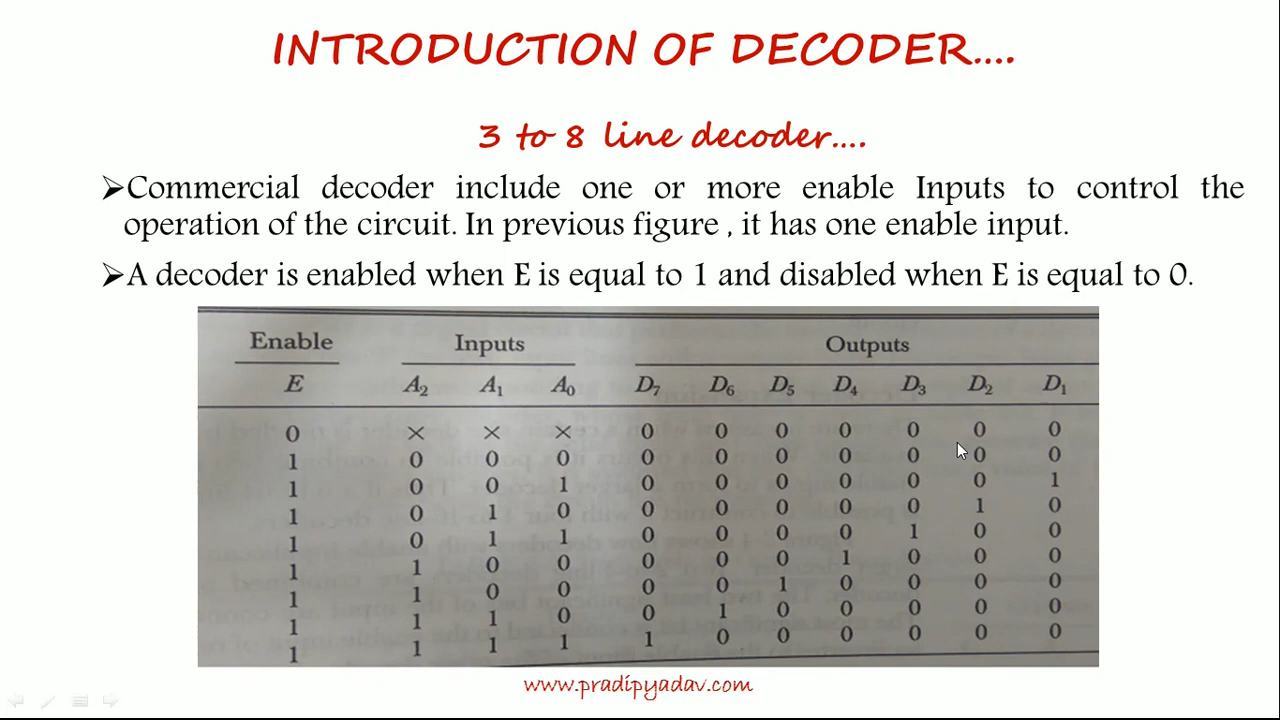 INTRODUCTION OF DECODER....
3 to 8 line decoder....
➢Commercial decoder include one or more enable Inputs to control the
operation of the circuit. In previous figure , it has one enable input.
➢A decoder is enabled when E is equal to 1 and disabled when E is equal to 0.
Enable Inputs Outputs
E A2 A1 A0 D7 D6 D5 D4 D3 D2 D1
0 × × × 0 0 0 0 0 0 0
1 0 0 0 0 0 0 0 0 0 0
1 0 0 1 0 0 0 0 0 0 1
1 0 1 0 0 0 0 0 0 1 0
1 0 1 1 0 0 0 0 1 0 0
1 1 0 0 0 0 0 1 0 0 0
1 1 0 0 0 0 1 0 0 0 0
1 1 1 0 0 1 0 0 0 0 0
1 1 1 1 1 0 0 0 0 0 0
www.pradipyadav.com